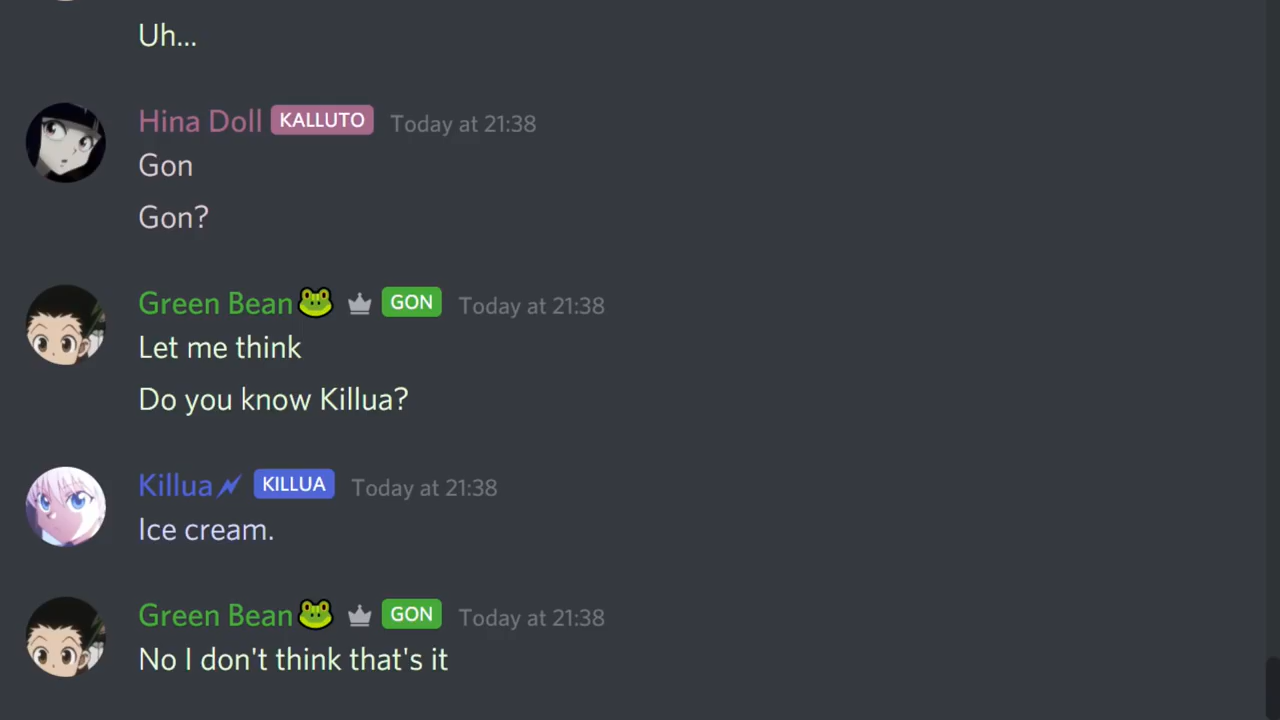 Uh...
Hina Doll KALLUTO Today at 21:38
Gon
Gon?
Green Bean🐸 GON Today at 21:38
Let me think
Do you know Killua?
Killua KILLUA Today at 21:38
Ice cream.
Green Bean🐸 GON Today at 21:38
No I don't think that's it